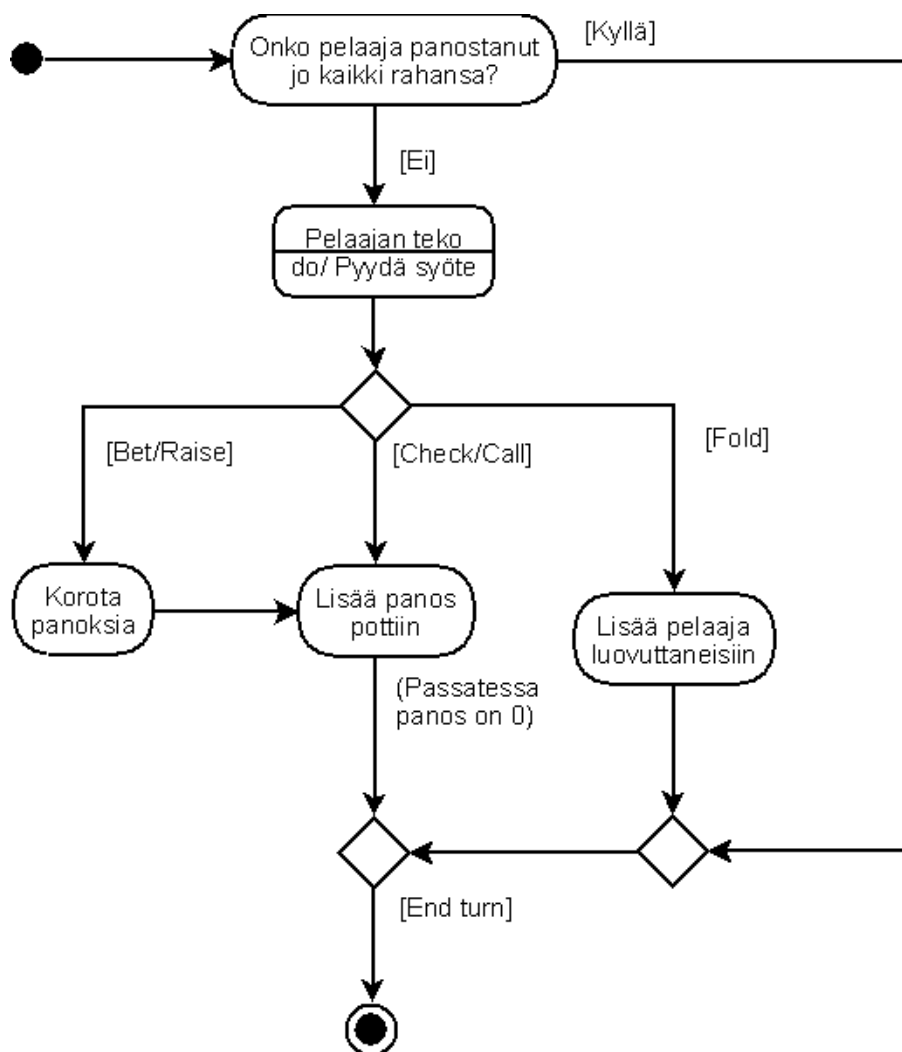 Onko pelaaja panostanut
jo kaikki rahansa?
[Kyllä]
[Ei]
Pelaajan teko
do/ Pyydä syöte
[Bet/Raise]
[Check/Call]
[Fold]
Korota
panoksia
Lisää panos
pottiin
Lisää pelaaja
luovuttaneisiin
(Passatessa
panos on 0)
[End turn]